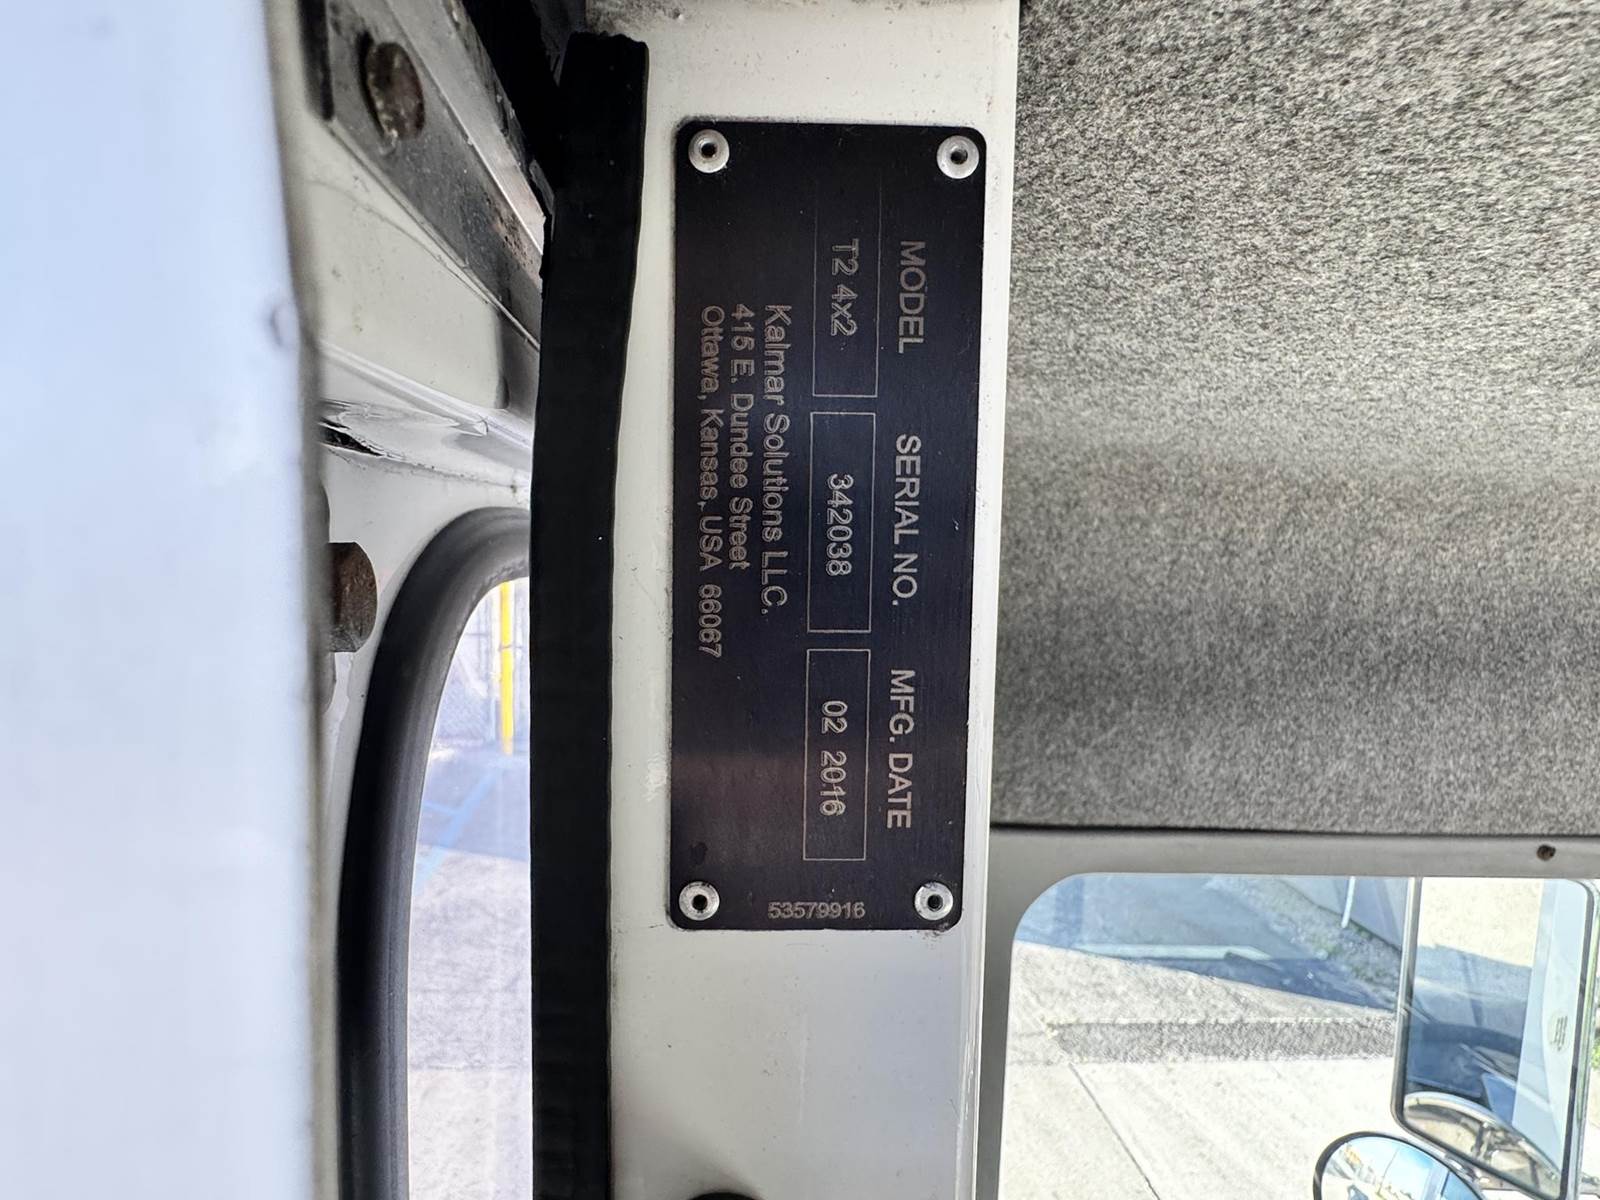 MODEL SERIAL NO. MFG. DATE
T2 4x2 342038 02 2016
Kalmar Solutions LLC.
415 E. Dundee Street
Ottawa, Kansas, USA 66067
53579916